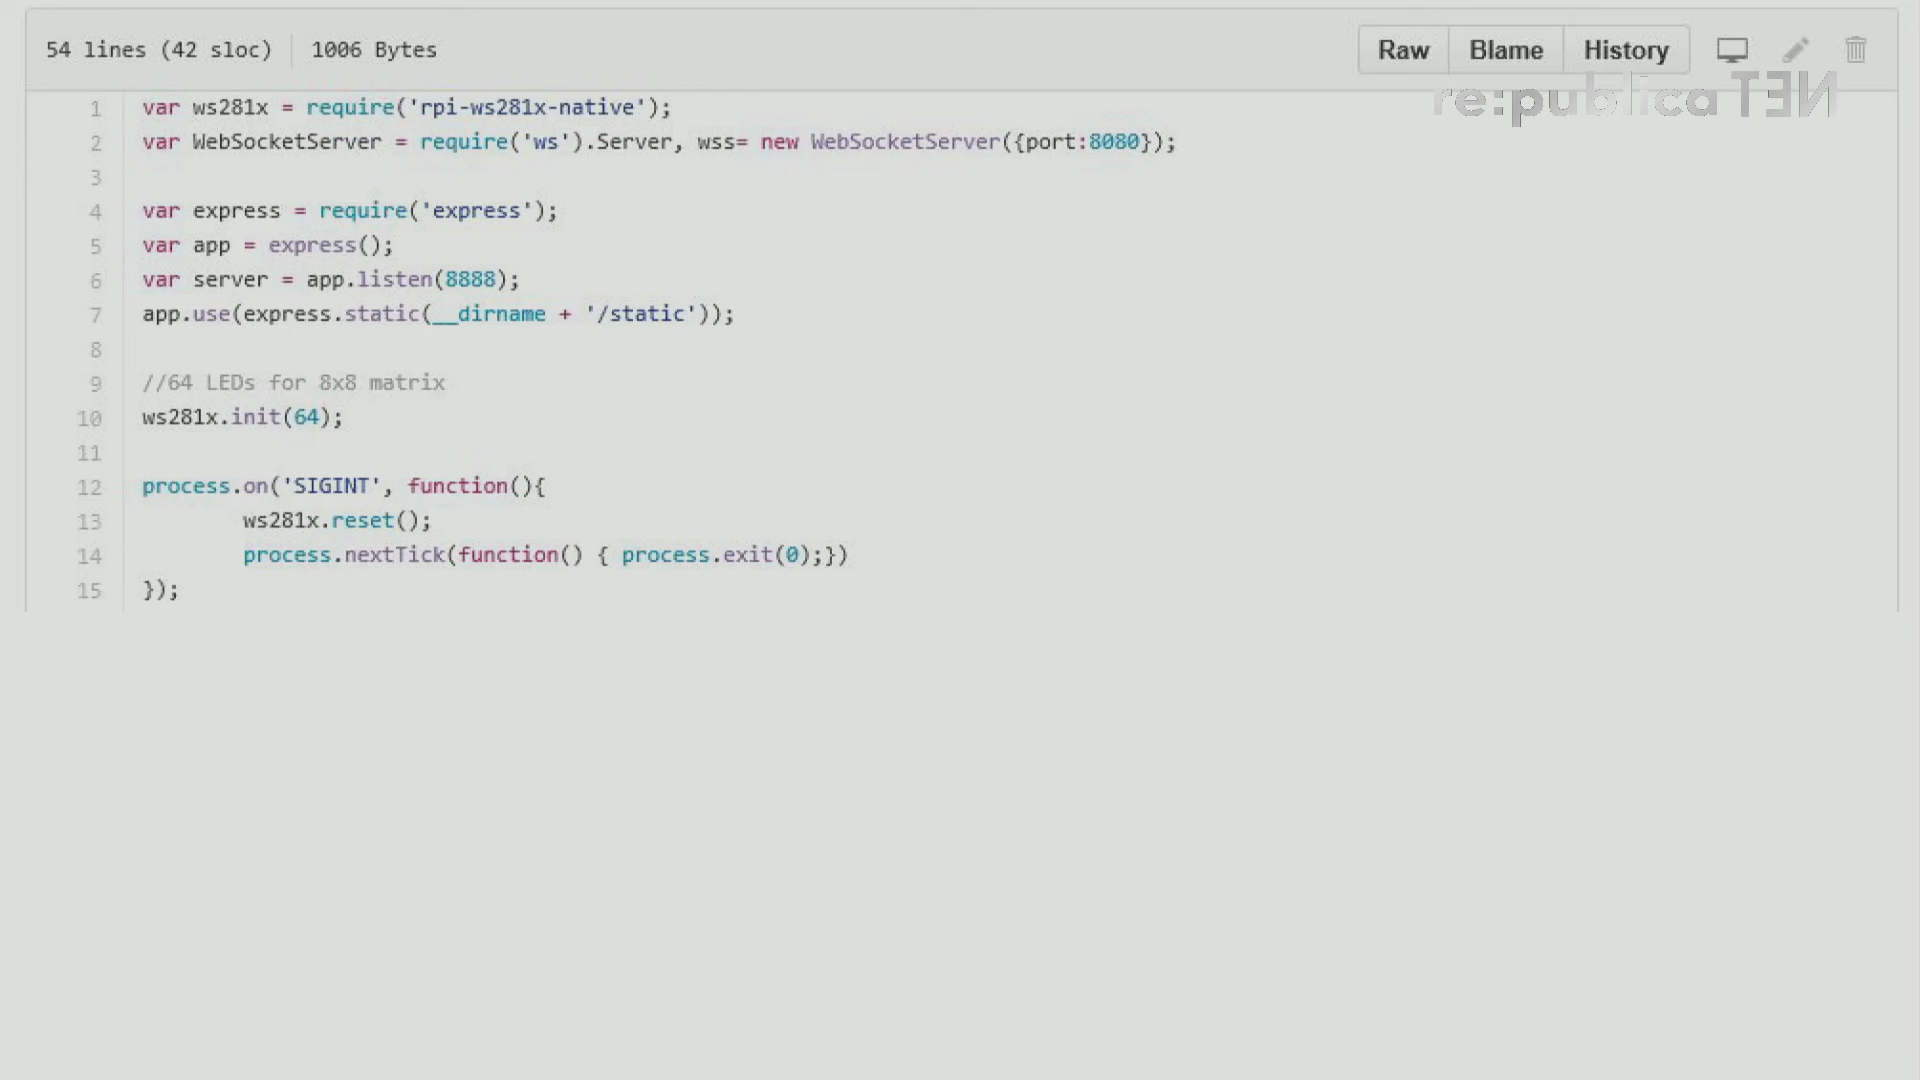 54 lines (42 sloc) 1006 Bytes Raw Blame History
re:publica TEN
1 var ws281x = require('rpi-ws281x-native');
2 var WebSocketServer = require('ws').Server, wss= new WebSocketServer({port:8080});
3
4 var express = require('express');
5 var app = express();
6 var server = app.listen(8888);
7 app.use(express.static(__dirname + '/static'));
8
9 //64 LEDs for 8x8 matrix
10 ws281x.init(64);
11
12 process.on('SIGINT', function(){
13 ws281x.reset();
14 process.nextTick(function() { process.exit(0);})
15 });